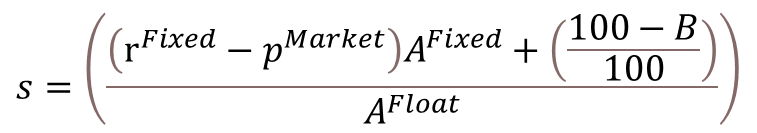 s = (((r^Fixed − p^Market)A^Fixed + ((100 − B)/100))/A^Float)